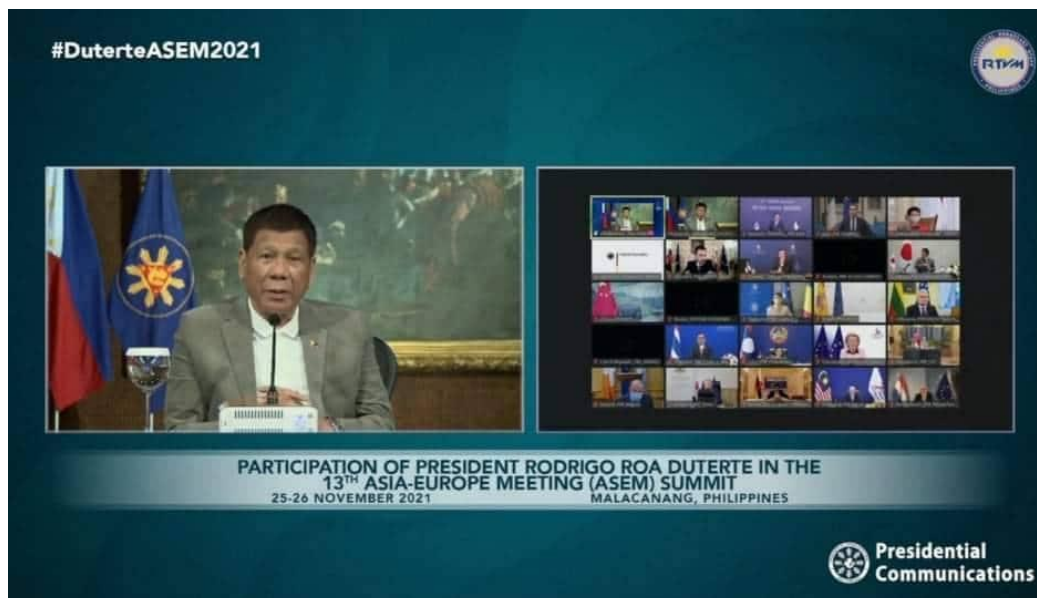 #DuterteASEM2021
RTVM
PARTICIPATION OF PRESIDENT RODRIGO ROA DUTERTE IN THE
13TH ASIA-EUROPE MEETING (ASEM) SUMMIT
25-26 NOVEMBER 2021 MALACANANG, PHILIPPINES
Presidential
Communications